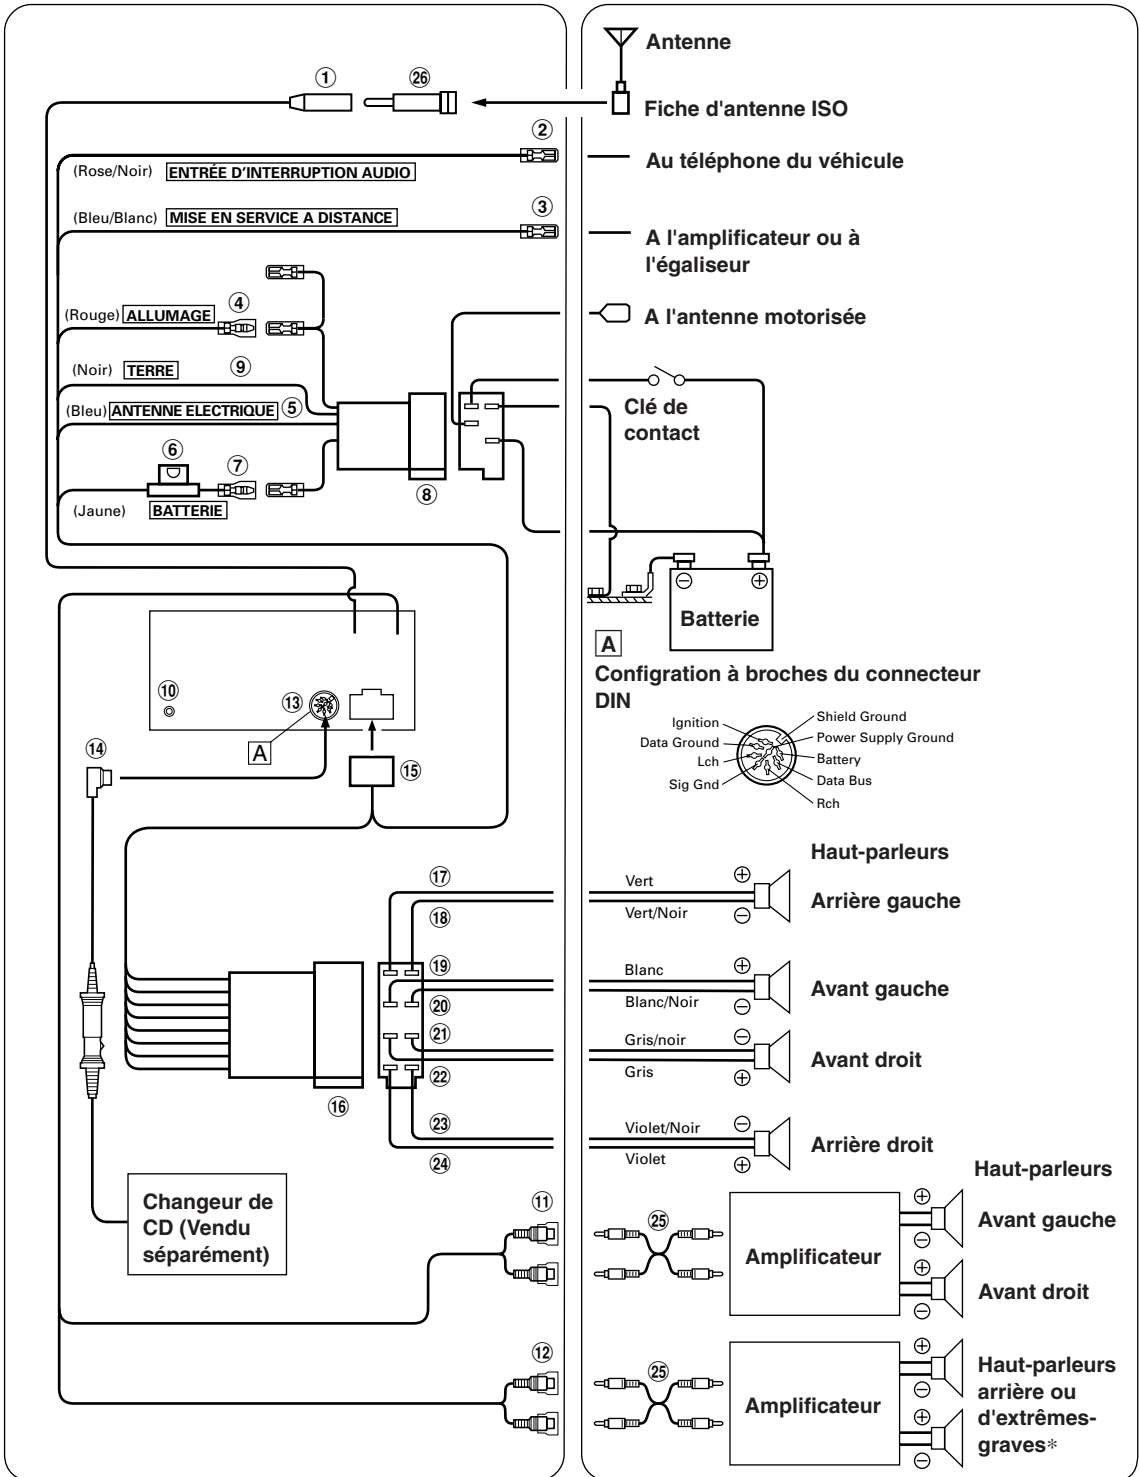 Antenne
① ㉖
Fiche d'antenne ISO
②
Au téléphone du véhicule
(Rose/Noir) ENTRÉE D'INTERRUPTION AUDIO
③
(Bleu/Blanc) MISE EN SERVICE A DISTANCE
A l'amplificateur ou à
l'égaliseur
④
(Rouge) ALLUMAGE
A l'antenne motorisée
(Noir) TERRE ⑨
(Bleu) ANTENNE ELECTRIQUE ⑤
Clé de
contact
⑥ ⑦
⑧
(Jaune) BATTERIE
⊖ ⊕
Batterie
A
Configration à broches du connecteur
DIN
⑩ ⑬
A
⑭
⑮
Ignition
Data Ground
Lch
Sig Gnd
Shield Ground
Power Supply Ground
Battery
Data Bus
Rch
Haut-parleurs
⑰ Vert ⊕
Arrière gauche
⑱ Vert/Noir ⊖
⑲ Blanc ⊕
Avant gauche
⑳ Blanc/Noir ⊖
㉑ Gris/noir ⊖
Avant droit
㉒ Gris ⊕
⑯
㉓ Violet/Noir ⊖
Arrière droit
㉔ Violet ⊕
Changeur de
CD (Vendu
séparément)
Haut-parleurs
⑪ ㉕
Amplificateur
⊕
Avant gauche
⊖
⊕
Avant droit
⊖
⑫ ㉕
Amplificateur
⊕
⊖
⊕
⊖
Haut-parleurs
arrière ou
d'extrêmes-
graves*